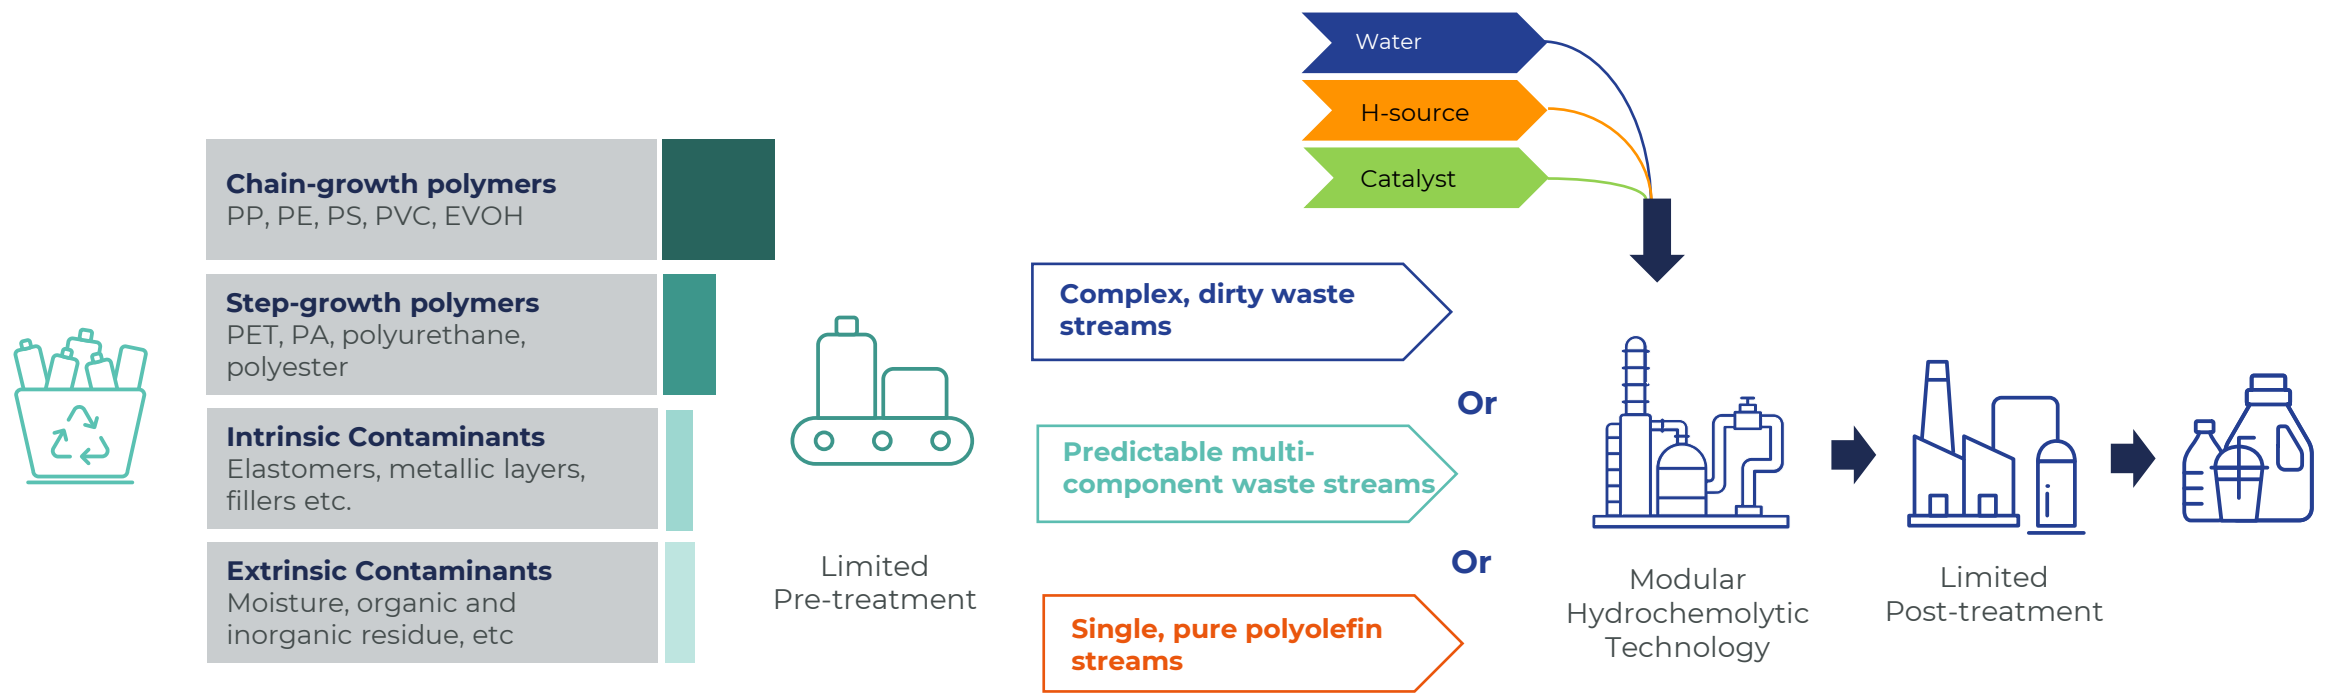 Water
H-source
Catalyst
Chain-growth polymers
PP, PE, PS, PVC, EVOH
Step-growth polymers
PET, PA, polyurethane,
polyester
Intrinsic Contaminants
Elastomers, metallic layers,
fillers etc.
Extrinsic Contaminants
Moisture, organic and
inorganic residue, etc
Limited
Pre-treatment
Complex, dirty waste
streams
Or
Predictable multi-
component waste streams
Or
Single, pure polyolefin
streams
Modular
Hydrochemolytic
Technology
Limited
Post-treatment